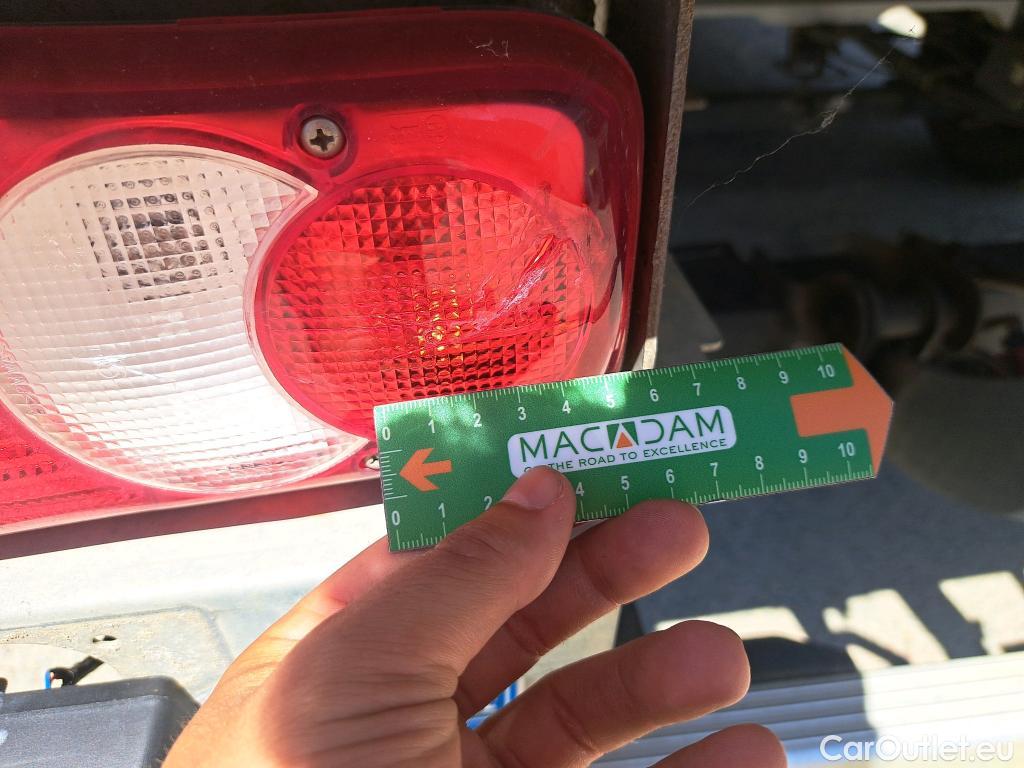 0 1 2 3 4 5 6 7 8 9 10
MACADAM
ON THE ROAD TO EXCELLENCE
0 1 2 4 5 6 7 8 9 10
CarOutlet.eu